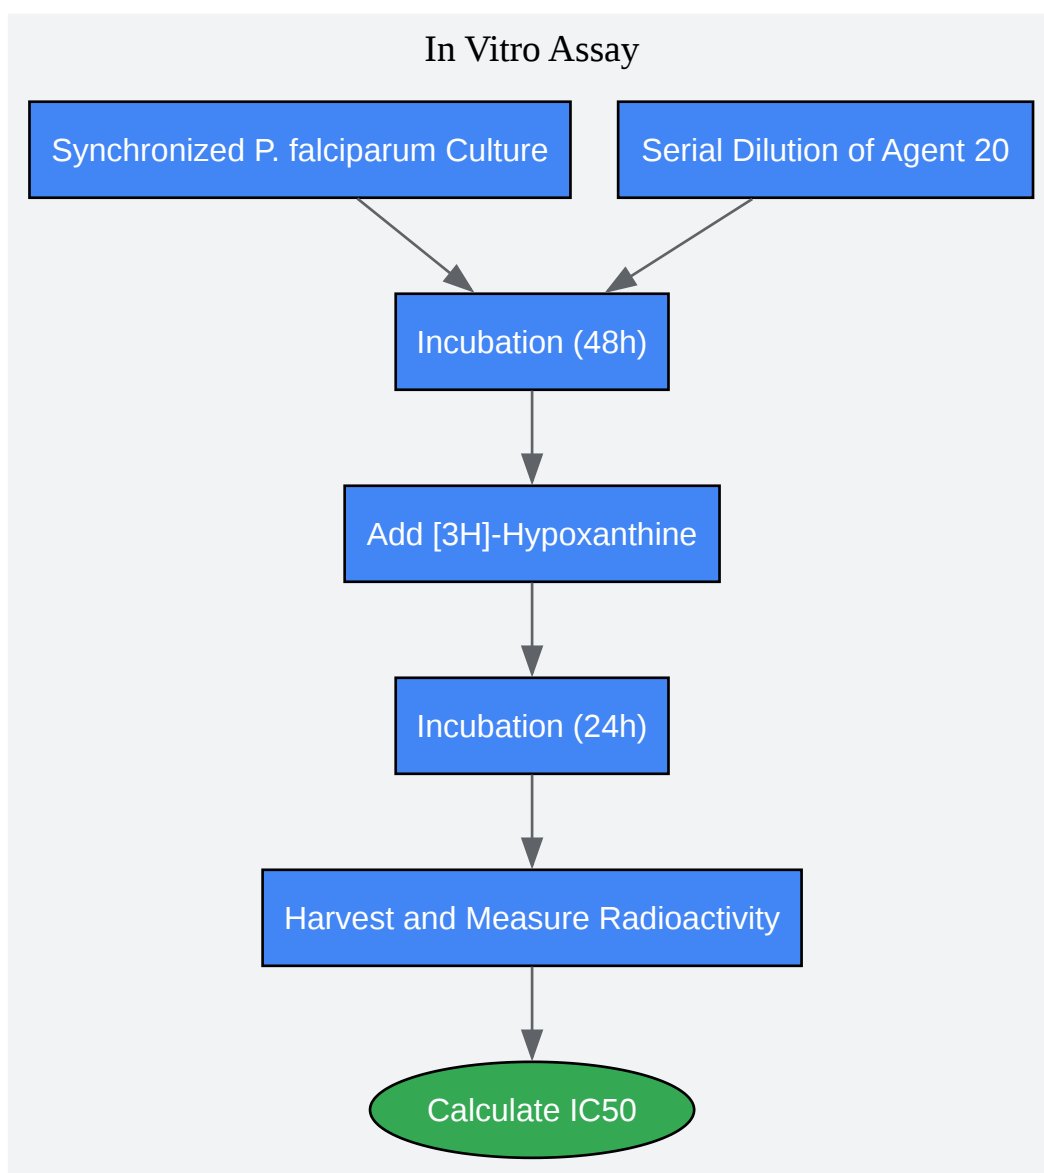 In Vitro Assay
Synchronized P. falciparum Culture
Serial Dilution of Agent 20
Incubation (48h)
Add [3H]-Hypoxanthine
Incubation (24h)
Harvest and Measure Radioactivity
Calculate IC50